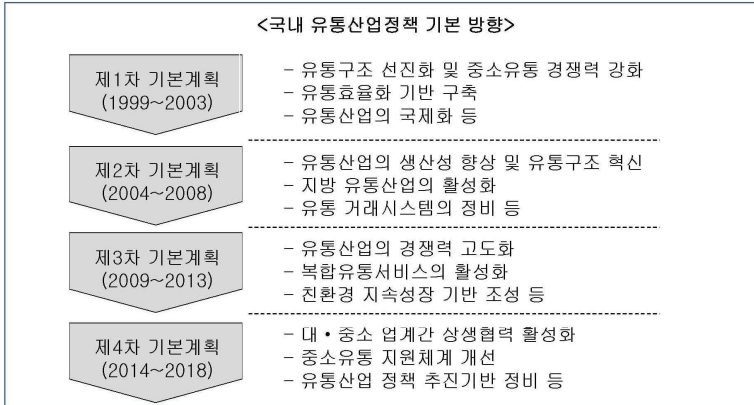 <국내 유통산업정책 기본 방향>
제1차 기본계획
(1999~2003)
- 유통구조 선진화 및 중소유통 경쟁력 강화
- 유통효율화 기반 구축
- 유통산업의 국제화 등
제2차 기본계획
(2004~2008)
- 유통산업의 생산성 향상 및 유통구조 혁신
- 지방 유통산업의 활성화
- 유통 거래시스템의 정비 등
제3차 기본계획
(2009~2013)
- 유통산업의 경쟁력 고도화
- 복합유통서비스의 활성화
- 친환경 지속성장 기반 조성 등
제4차 기본계획
(2014~2018)
- 대•중소 업계간 상생협력 활성화
- 중소유통 지원체계 개선
- 유통산업 정책 추진기반 정비 등